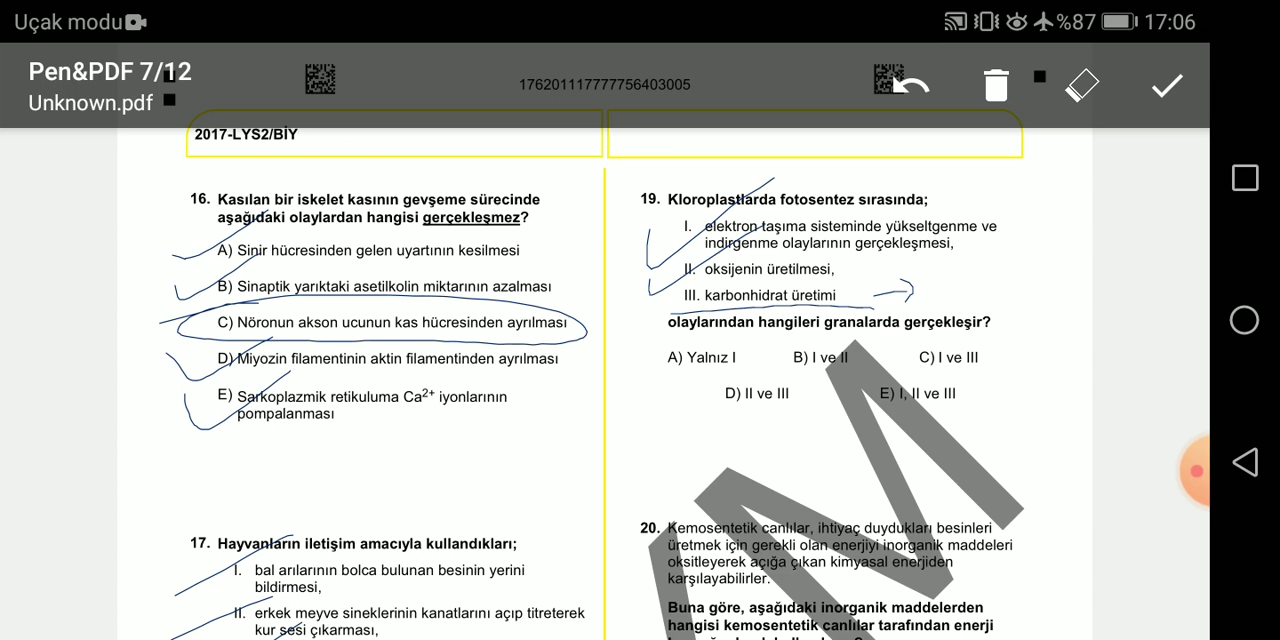 Uçak modu
%87 17:06
Pen&PDF 7/12
Unknown.pdf
176201117777756403005
2017-LYS2/BİY
16. Kasılan bir iskelet kasının gevşeme sürecinde
aşağıdaki olaylardan hangisi gerçekleşmez?
A) Sinir hücresinden gelen uyartının kesilmesi
B) Sinaptik yarıktaki asetilkolin miktarının azalması
C) Nöronun akson ucunun kas hücresinden ayrılması
D) Miyozin filamentinin aktin filamentinden ayrılması
E) Sarkoplazmik retikuluma Ca²⁺ iyonlarının
pompalanması
17. Hayvanların iletişim amacıyla kullandıkları;
I. bal arılarının bolca bulunan besinin yerini
bildirmesi,
II. erkek meyve sineklerinin kanatlarını açıp titreterek
kur sesi çıkarması,
19. Kloroplastlarda fotosentez sırasında;
I. elektron taşıma sisteminde yükseltgenme ve
indirgenme olaylarının gerçekleşmesi,
II. oksijenin üretilmesi,
III. karbonhidrat üretimi
olaylarından hangileri granalarda gerçekleşir?
A) Yalnız I B) I ve II C) I ve III
D) II ve III E) I, II ve III
20. Kemosentetik canlılar, ihtiyaç duydukları besinleri
üretmek için gerekli olan enerjiyi inorganik maddeleri
oksitleyerek açığa çıkan kimyasal enerjiden
karşılayabilirler.
Buna göre, aşağıdaki inorganik maddelerden
hangisi kemosentetik canlılar tarafından enerji